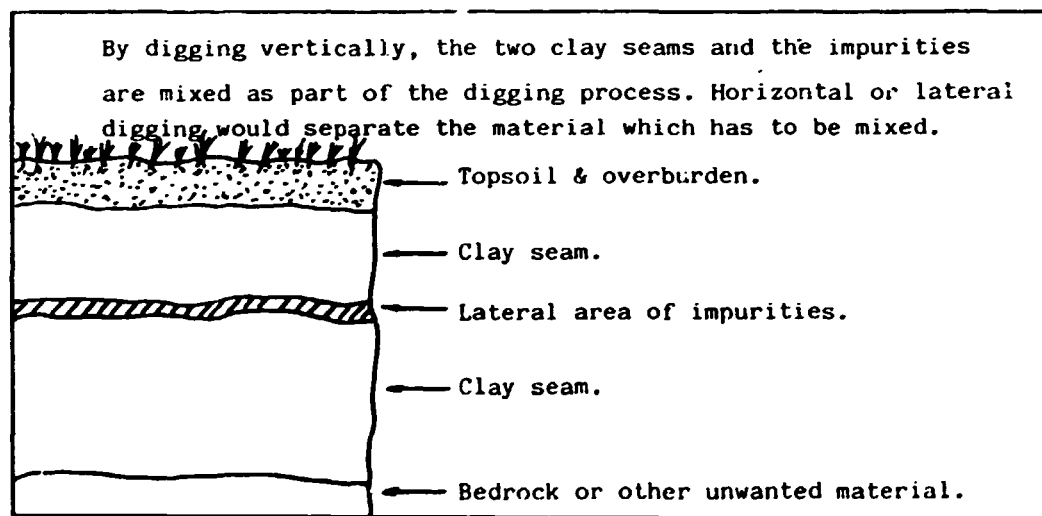 By digging vertically, the two clay seams and the impurities
are mixed as part of the digging process. Horizontal or lateral
digging would separate the material which has to be mixed.
Topsoil & overburden.
Clay seam.
Lateral area of impurities.
Clay seam.
Bedrock or other unwanted material.